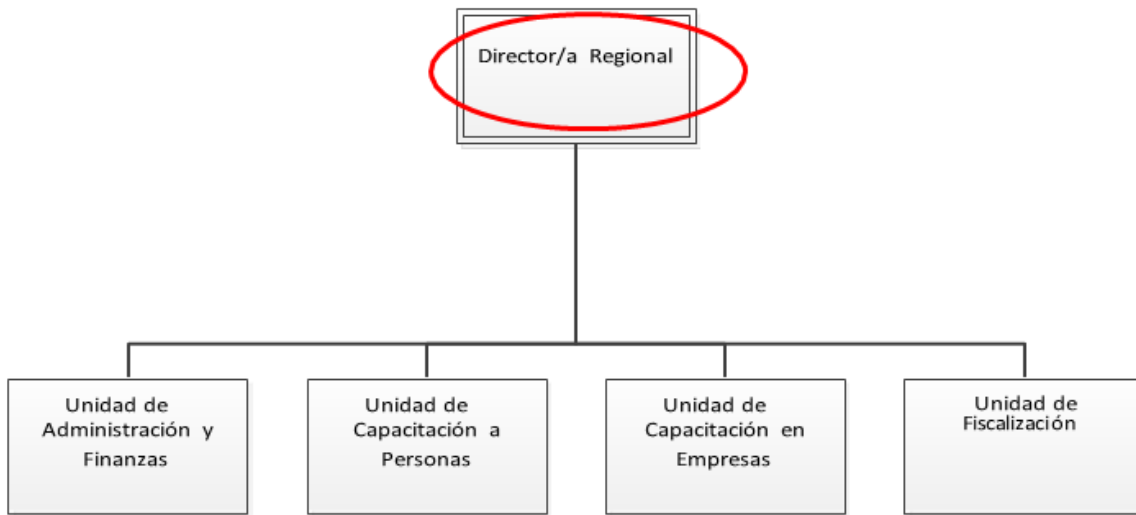 Director/a Regional
Unidad de
Administración y
Finanzas
Unidad de
Capacitación a
Personas
Unidad de
Capacitación en
Empresas
Unidad de
Fiscalización